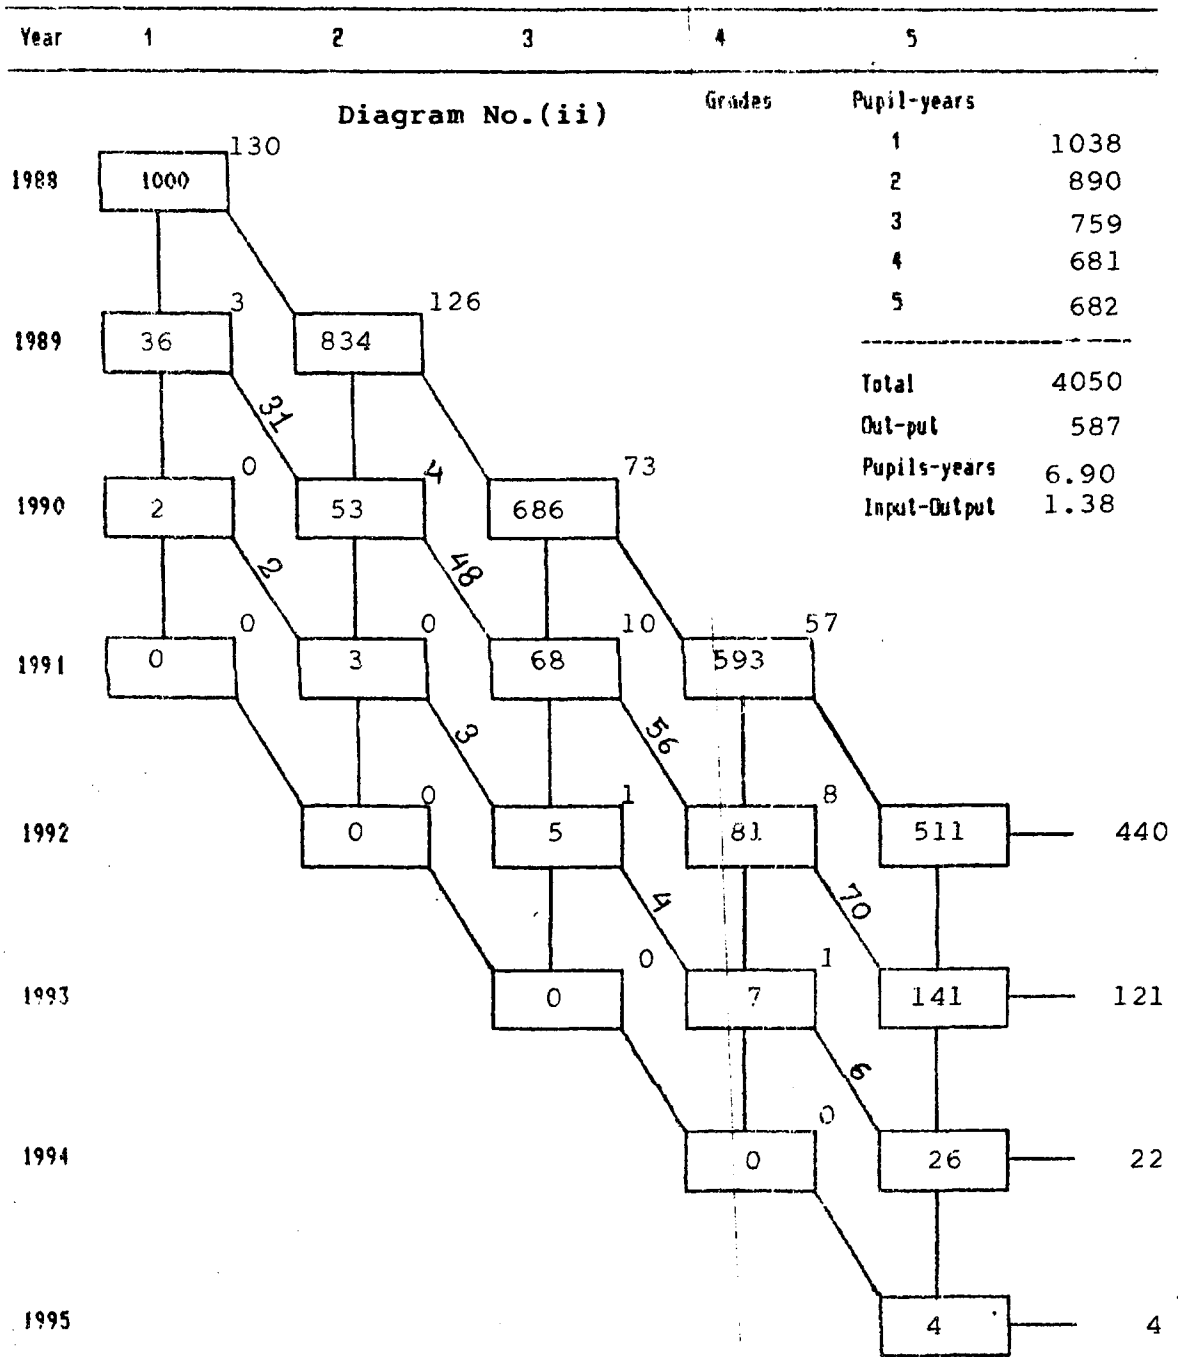 Year 1 2 3 4 5
Diagram No.(ii) Grades Pupil-years
130 1 1038
1988 1000 2 890
3 759
4 681
3 126 5 682
1989 36 834
Total 4050
31 Out-put 587
0 4 73 Pupils-years 6.90
1990 2 53 686 Input-Output 1.38
2 48
0 0 10 57
1991 0 3 68 593
3 56
0 1 8
1992 0 5 81 511 440
4 70
0 1
1993 0 7 141 121
6
0
1994 0 26 22
1995 4 4